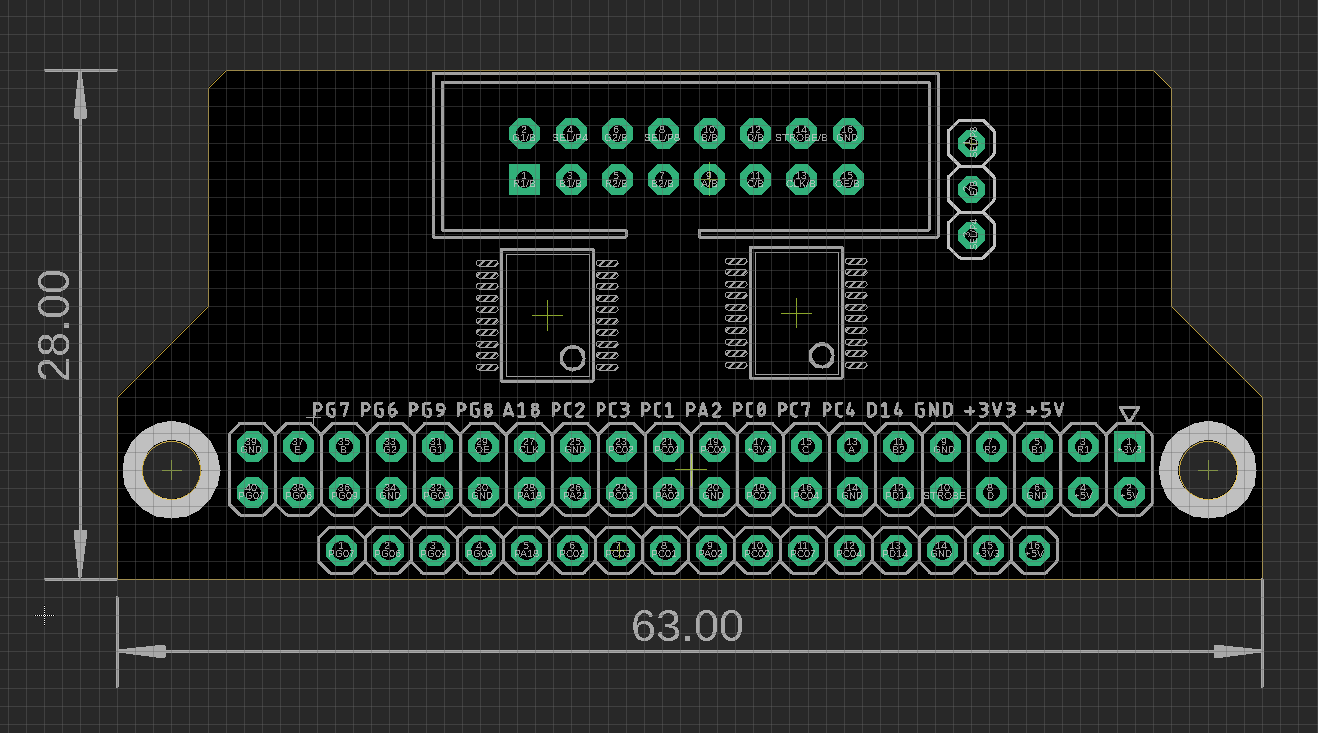 2 4 6 8 10 12 14 16
G1/B SEL/P4 G2/B SEL/P8 B/B D/B STROBE/B GND
1 3 5 7 9 11 13 15
R1/B B1/B R2/B B2/B A/B C/B CLK/B OE/B
28.00
PG7 PG6 PG9 PG8 A18 PC2 PC3 PC1 PA2 PC0 PC7 PC4 D14 GND +3V3 +5V
39 37 35 33 31 29 27 25 23 21 19 17 15 13 11 9 7 5 3 1
GND E B G2 G1 OE CLK GND PC02 PC01 PC00 +3V3 C A B2 GND R2 B1 R1 +3V3
40 38 36 34 32 30 28 26 24 22 20 18 16 14 12 10 8 6 4 2
PG07 PG06 PG09 GND PG08 GND PA18 PA21 PC03 PA02 GND PC07 PC04 GND PD14 STROBE D GND +5V +5V
1 2 3 4 5 6 7 8 9 10 11 12 13 14 15 16
PG07 PG06 PG09 PG08 PA18 PC02 PC03 PC01 PA02 PC00 PC07 PC04 PD14 GND +3V3 +5V
63.00